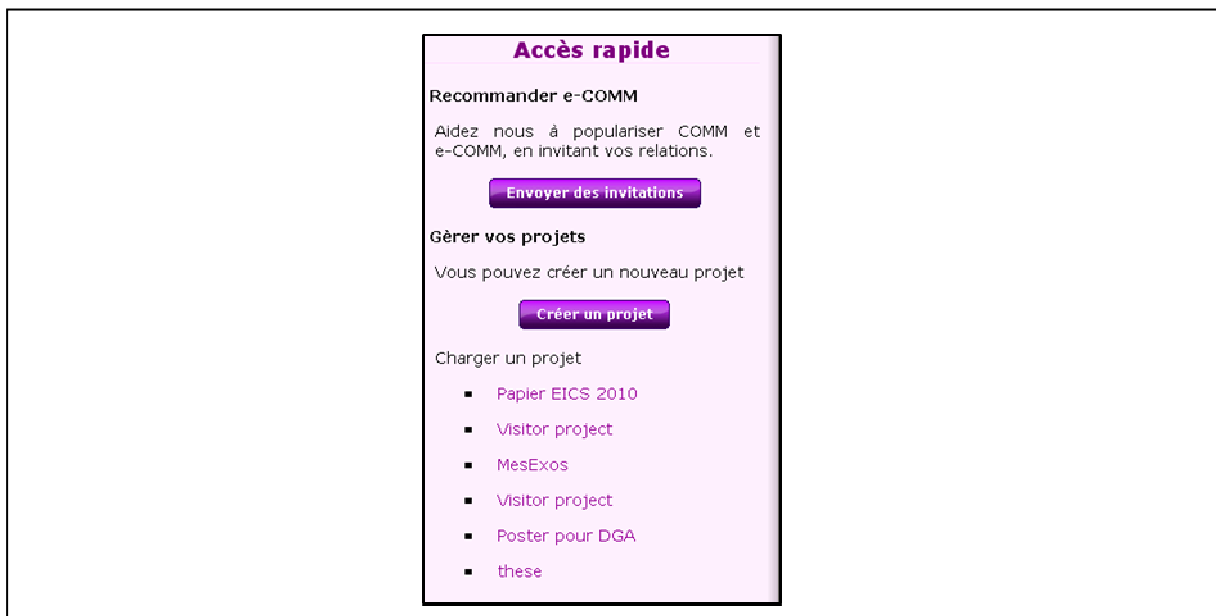 Accès rapide
Recommander e-COMM
Aidez nous à populariser COMM et
e-COMM, en invitant vos relations.
Envoyer des invitations
Gèrer vos projets
Vous pouvez créer un nouveau projet
Créer un projet
Charger un projet
Papier EICS 2010
Visitor project
MesExos
Visitor project
Poster pour DGA
these